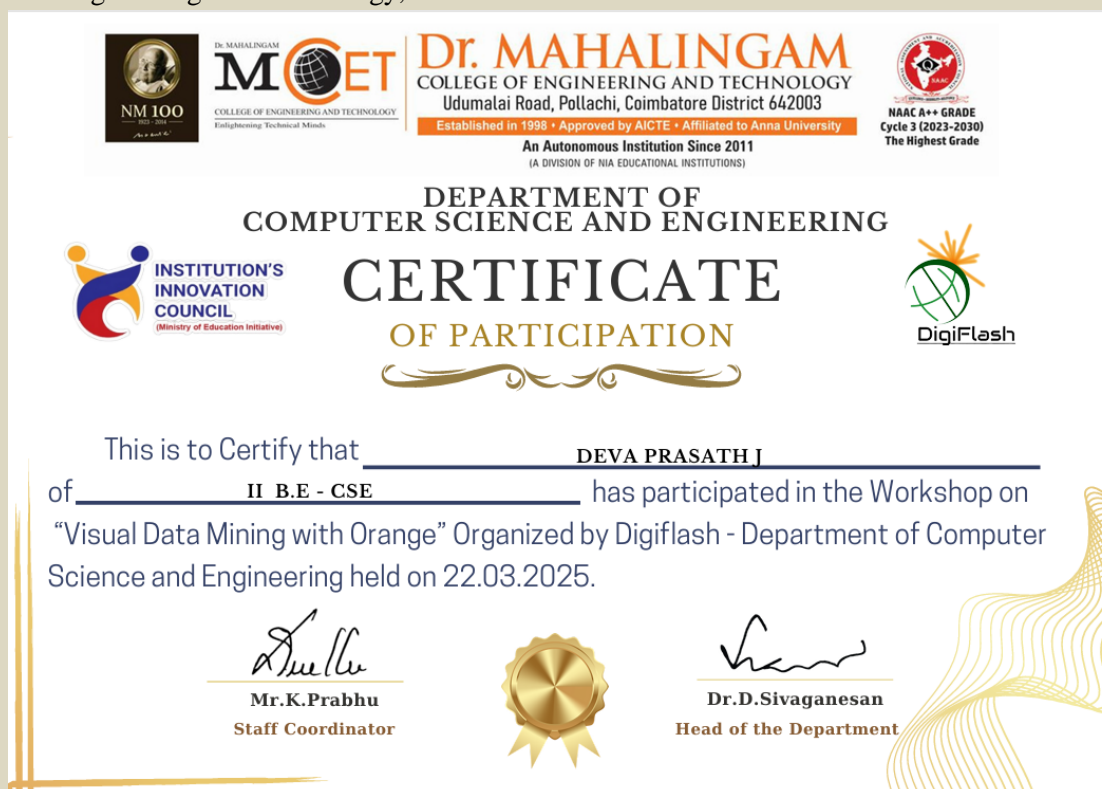 NM 100
1923 - 2014
Dr. MAHALINGAM
MCET
COLLEGE OF ENGINEERING AND TECHNOLOGY
Enlightening Technical Minds
Dr. MAHALINGAM
COLLEGE OF ENGINEERING AND TECHNOLOGY
Udumalai Road, Pollachi, Coimbatore District 642003
Established in 1998 • Approved by AICTE • Affiliated to Anna University
An Autonomous Institution Since 2011
(A DIVISION OF NIA EDUCATIONAL INSTITUTIONS)
NAAC
NAAC A++ GRADE
Cycle 3 (2023-2030)
The Highest Grade
DEPARTMENT OF
COMPUTER SCIENCE AND ENGINEERING
INSTITUTION'S
INNOVATION
COUNCIL
(Ministry of Education Initiative)
CERTIFICATE
OF PARTICIPATION
DigiFlash
This is to Certify that DEVA PRASATH J
of II B.E - CSE has participated in the Workshop on
“Visual Data Mining with Orange” Organized by Digiflash - Department of Computer
Science and Engineering held on 22.03.2025.
Mr.K.Prabhu
Staff Coordinator
Dr.D.Sivaganesan
Head of the Department